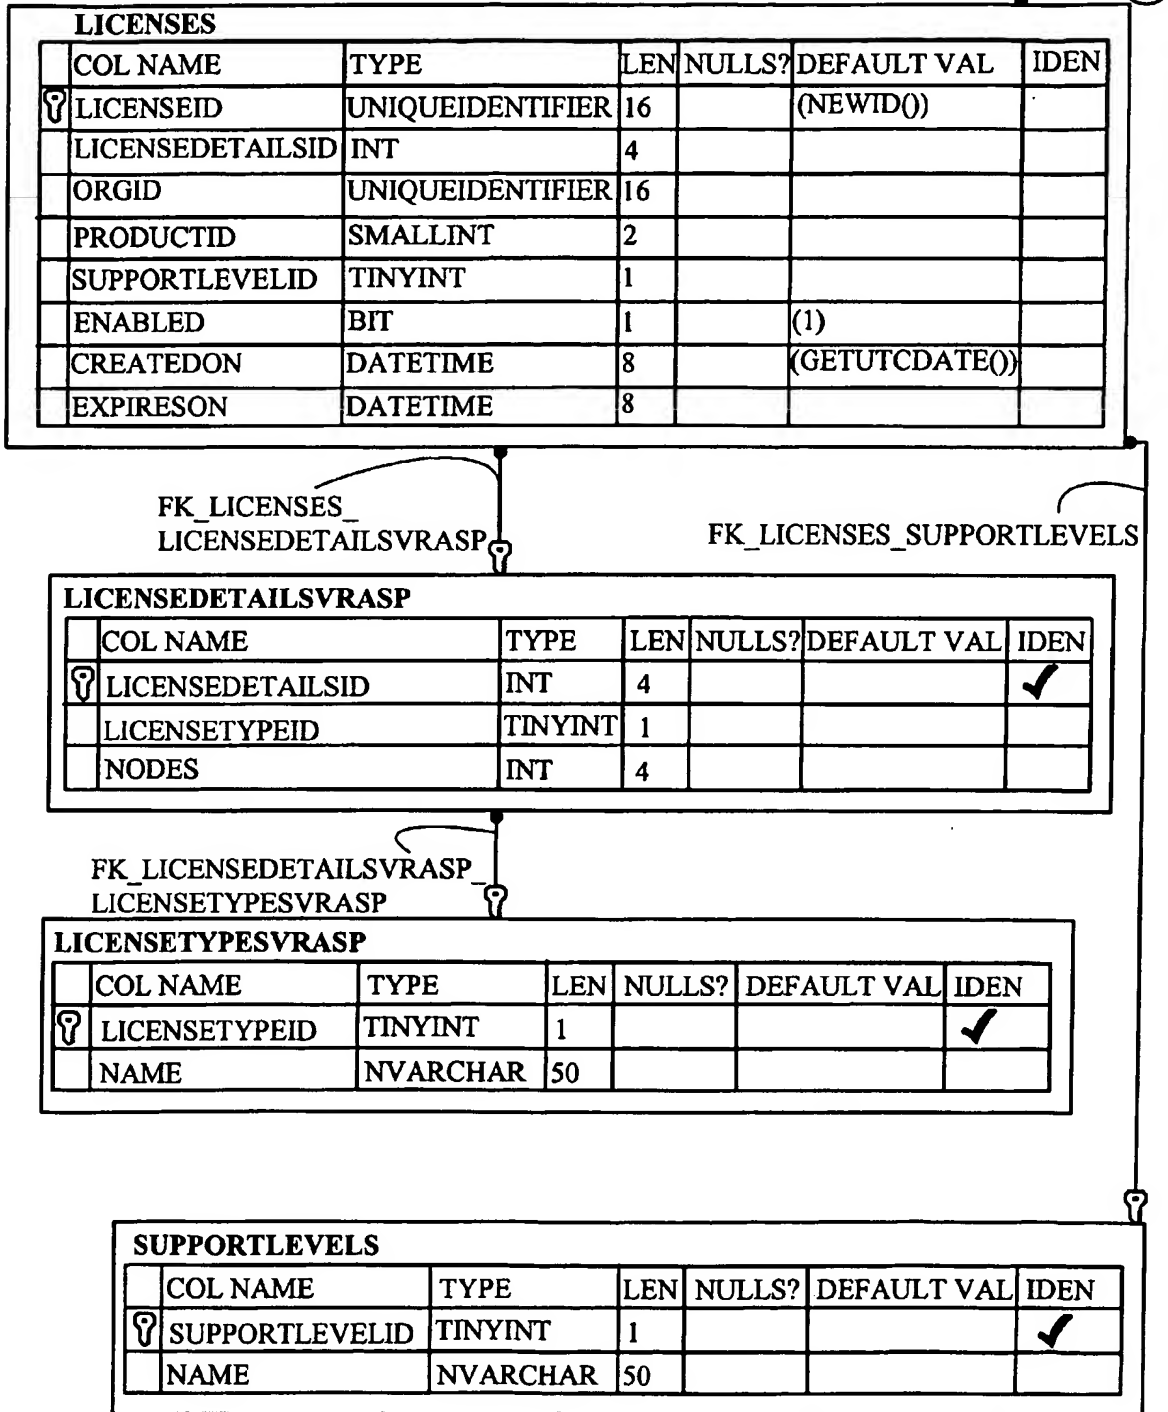 LICENSES
COL NAME TYPE LEN NULLS? DEFAULT VAL IDEN
LICENSEID UNIQUEIDENTIFIER 16 (NEWID())
LICENSEDETAILSID INT 4
ORGID UNIQUEIDENTIFIER 16
PRODUCTID SMALLINT 2
SUPPORTLEVELID TINYINT 1
ENABLED BIT 1 (1)
CREATEDON DATETIME 8 (GETUTCDATE())
EXPIRESON DATETIME 8
FK_LICENSES_
LICENSEDETAILSVRASP
FK_LICENSES_SUPPORTLEVELS
LICENSEDETAILSVRASP
COL NAME TYPE LEN NULLS? DEFAULT VAL IDEN
LICENSEDETAILSID INT 4 ✓
LICENSETYPEID TINYINT 1
NODES INT 4
FK_LICENSEDETAILSVRASP_
LICENSETYPESVRASP
LICENSETYPESVRASP
COL NAME TYPE LEN NULLS? DEFAULT VAL IDEN
LICENSETYPEID TINYINT 1 ✓
NAME NVARCHAR 50
SUPPORTLEVELS
COL NAME TYPE LEN NULLS? DEFAULT VAL IDEN
SUPPORTLEVELID TINYINT 1 ✓
NAME NVARCHAR 50